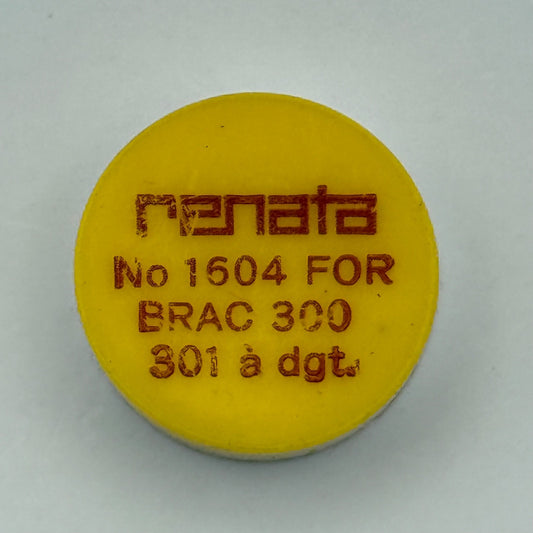 renata
No 1604 FOR
BRAC 300
301 à dgt.